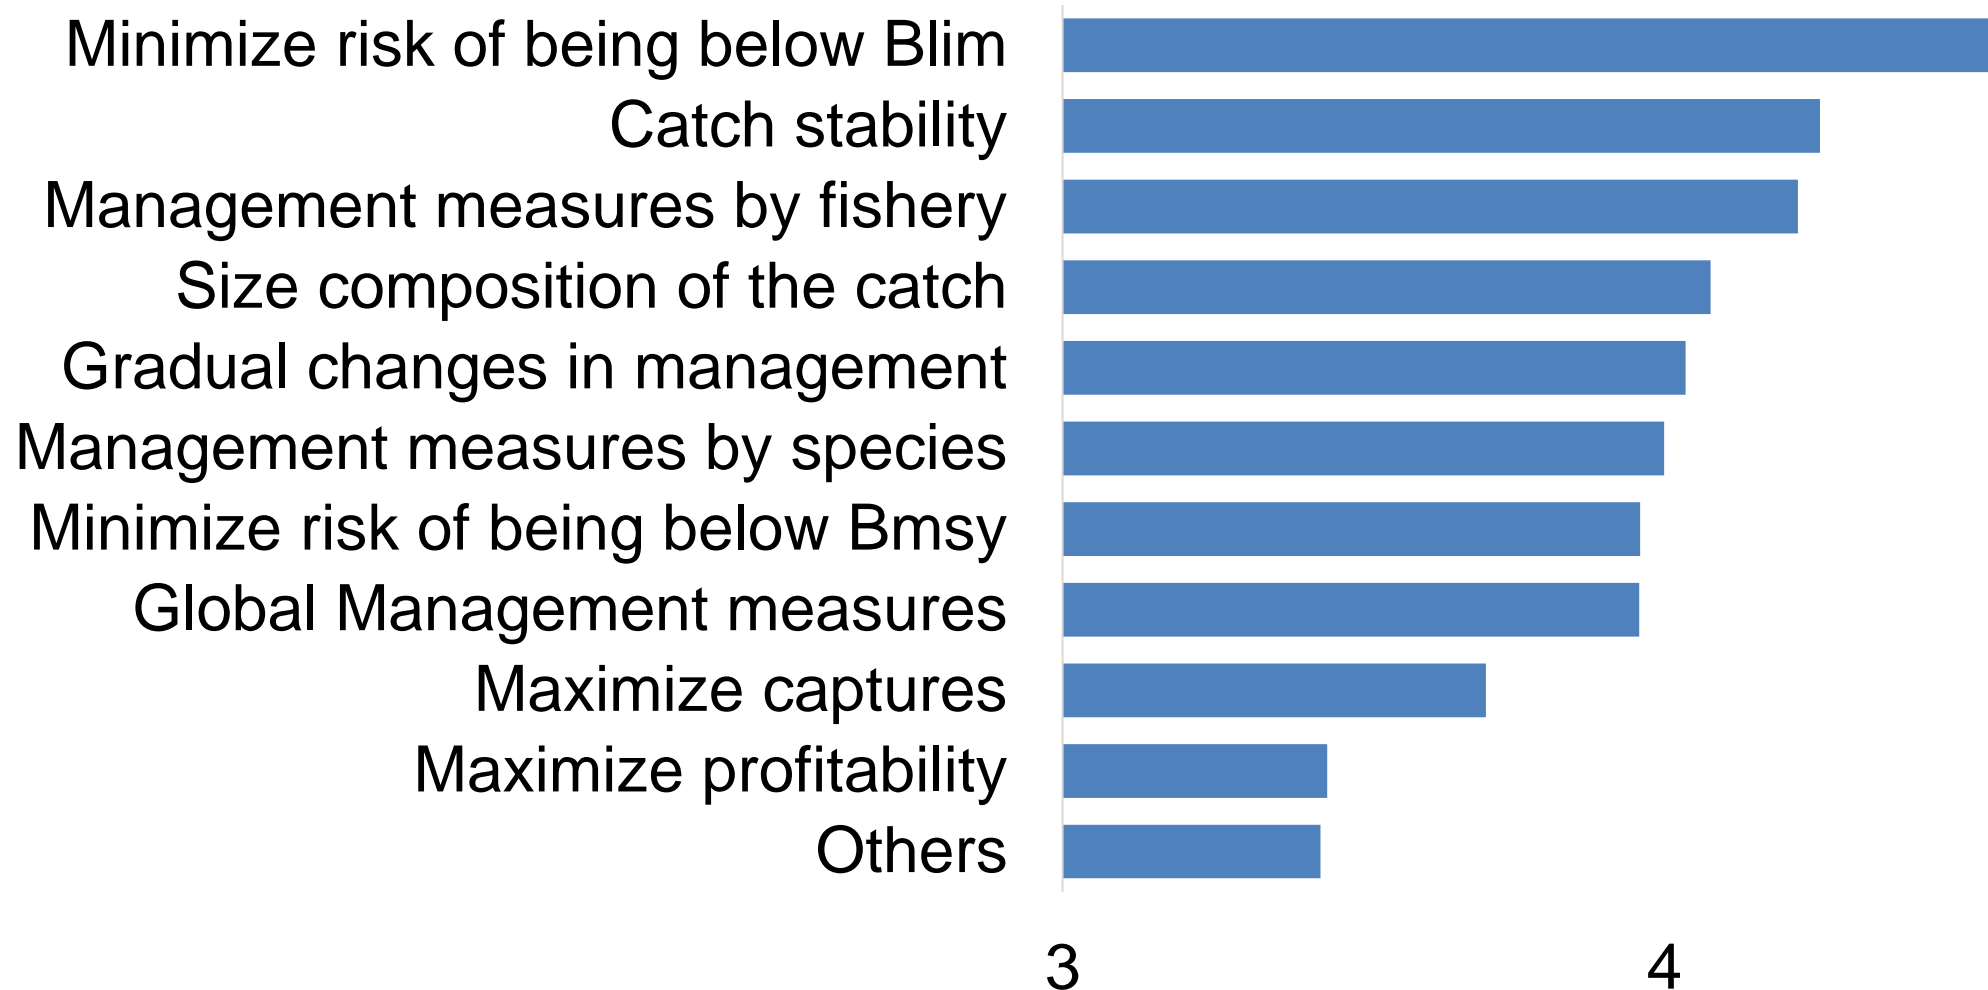 Minimize risk of being below Blim
Catch stability
Management measures by fishery
Size composition of the catch
Gradual changes in management
Management measures by species
Minimize risk of being below Bmsy
Global Management measures
Maximize captures
Maximize profitability
Others
3 4